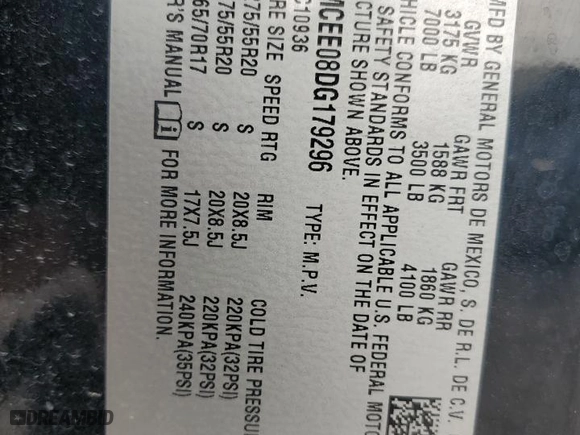 MED BY GENERAL MOTORS DE MEXICO, S. DE R.L. DE C.V.
GVWR GAWR FRT GAWR RR
3175 KG 1588 KG 1860 KG
7000 LB 3500 LB 4100 LB
HICLE CONFORMS TO ALL APPLICABLE U.S. FEDERAL MOTO
SAFETY STANDARDS IN EFFECT ON THE DATE OF
CTURE SHOWN ABOVE.
MCEE08DG179296 TYPE: M.P.V.
C10936
RE SIZE SPEED RTG RIM COLD TIRE PRESSU
75/55R20 S 20X8.5J 220KPA(32PSI)
75/55R20 S 20X8.5J 220KPA(32PSI)
65/70R17 S 17X7.5J 240KPA(35PSI)
R'S MANUAL FOR MORE INFORMATION.
DREAMBID